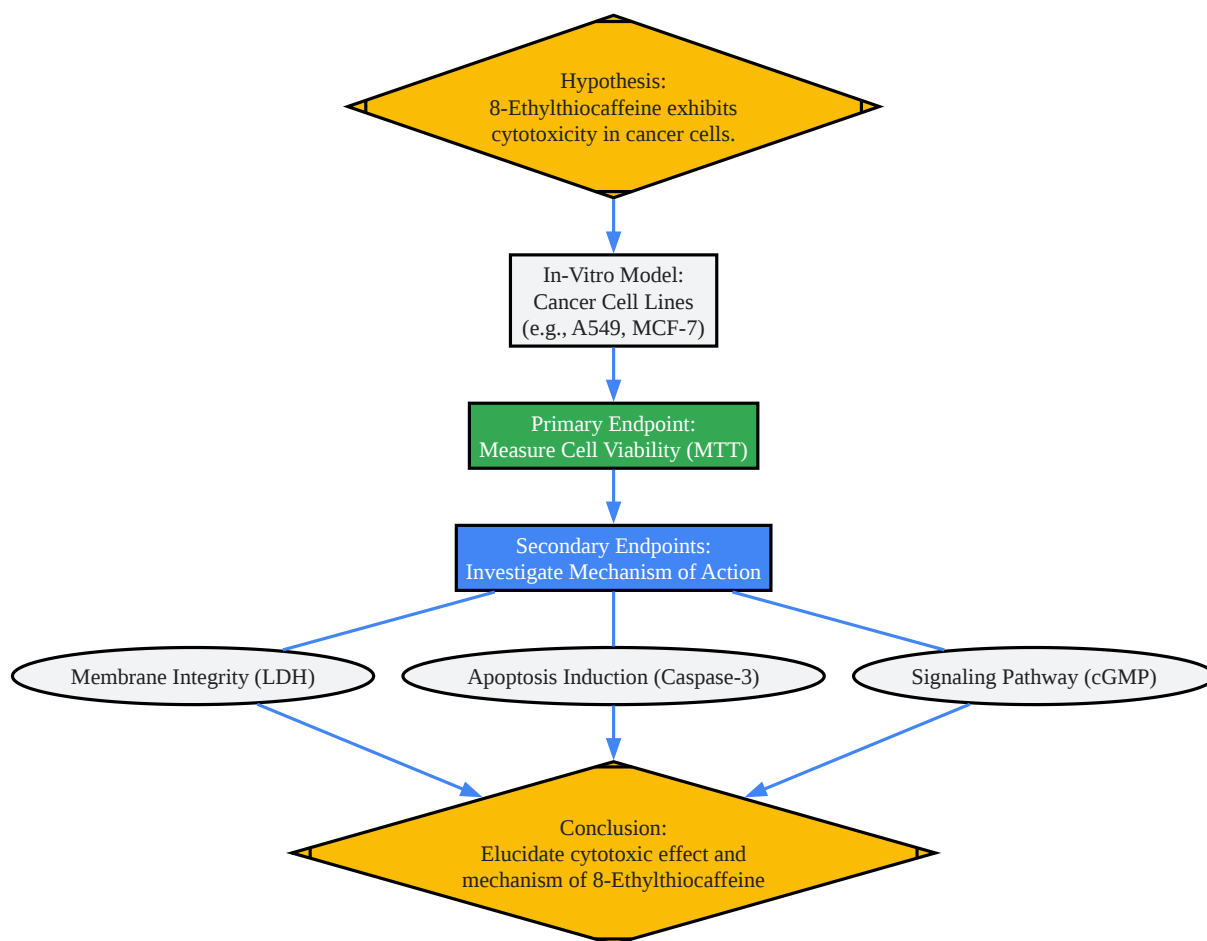 Hypothesis:
8-Ethylthiocaffeine exhibits
cytotoxicity in cancer cells.
In-Vitro Model:
Cancer Cell Lines
(e.g., A549, MCF-7)
Primary Endpoint:
Measure Cell Viability (MTT)
Secondary Endpoints:
Investigate Mechanism of Action
Membrane Integrity (LDH)
Apoptosis Induction (Caspase-3)
Signaling Pathway (cGMP)
Conclusion:
Elucidate cytotoxic effect and
mechanism of 8-Ethylthiocaffeine